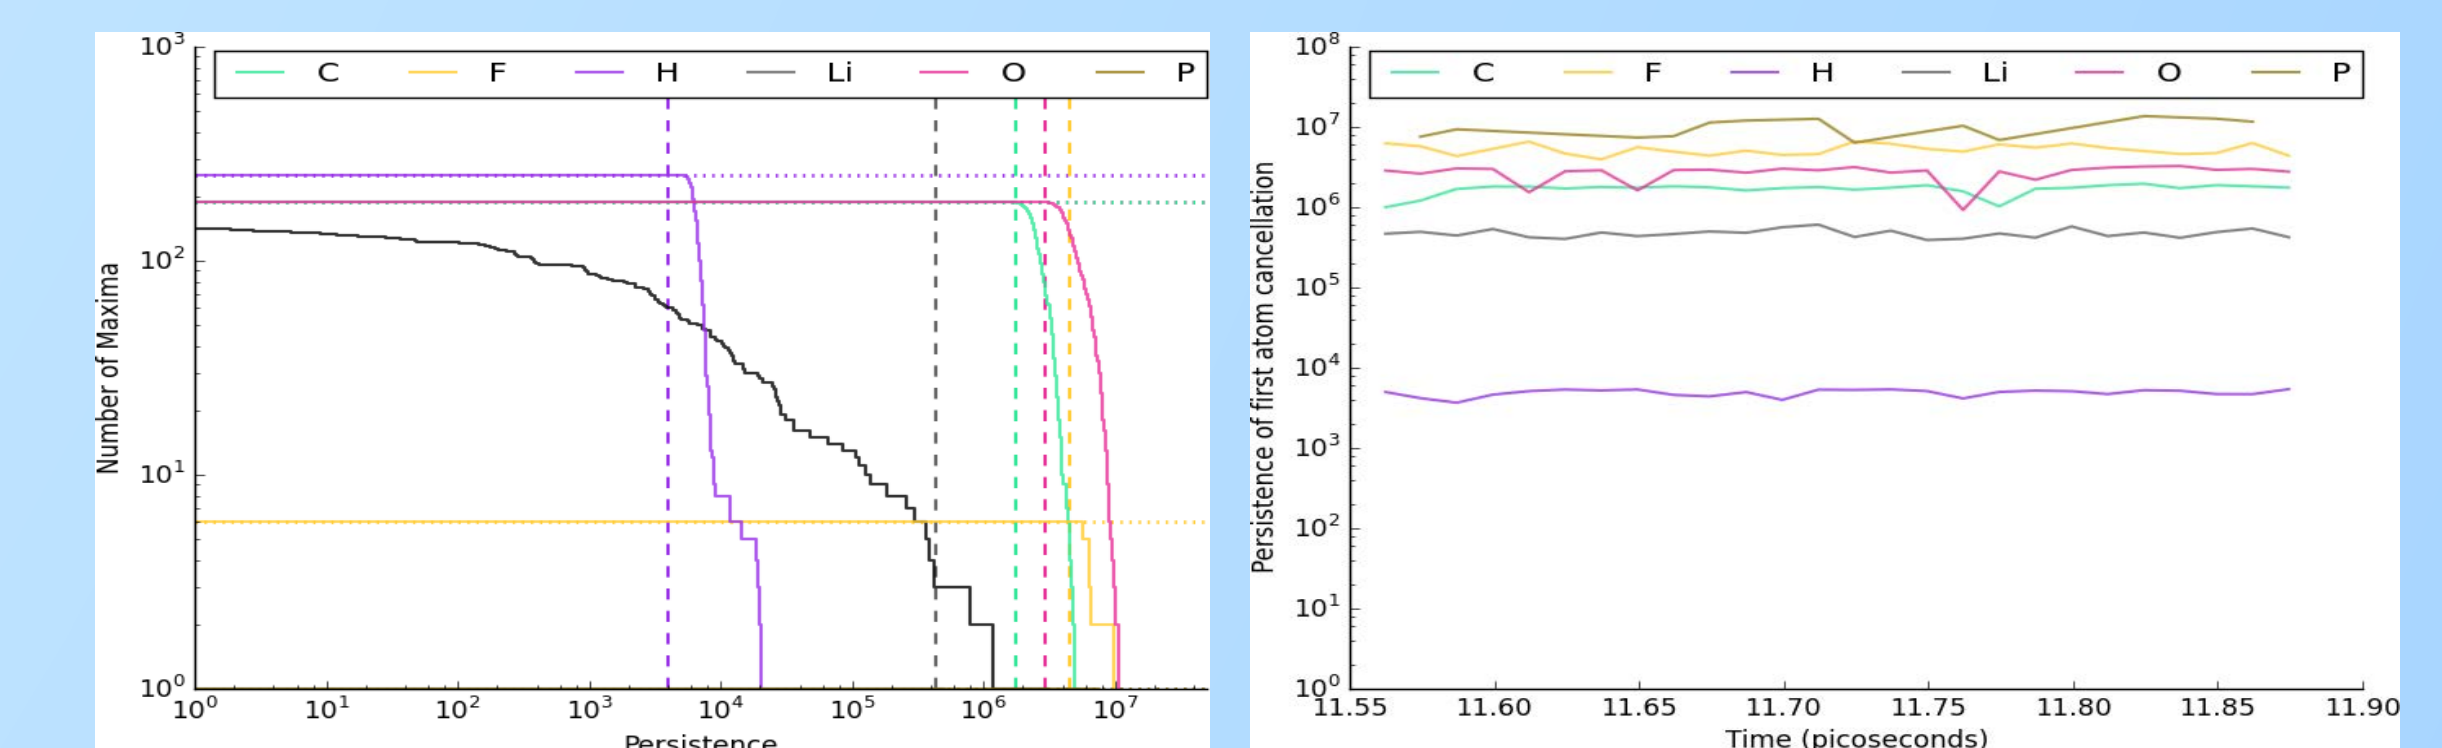 10³
C F H Li O P
Number of Maxima
10²
10¹
10⁰
10⁰ 10¹ 10² 10³ 10⁴ 10⁵ 10⁶ 10⁷
Persistence
10⁸
C F H Li O P
Persistence of first atom cancellation
10⁷
10⁶
10⁵
10⁴
10³
10²
10¹
10⁰
11.55 11.60 11.65 11.70 11.75 11.80 11.85 11.90
Time (picoseconds)